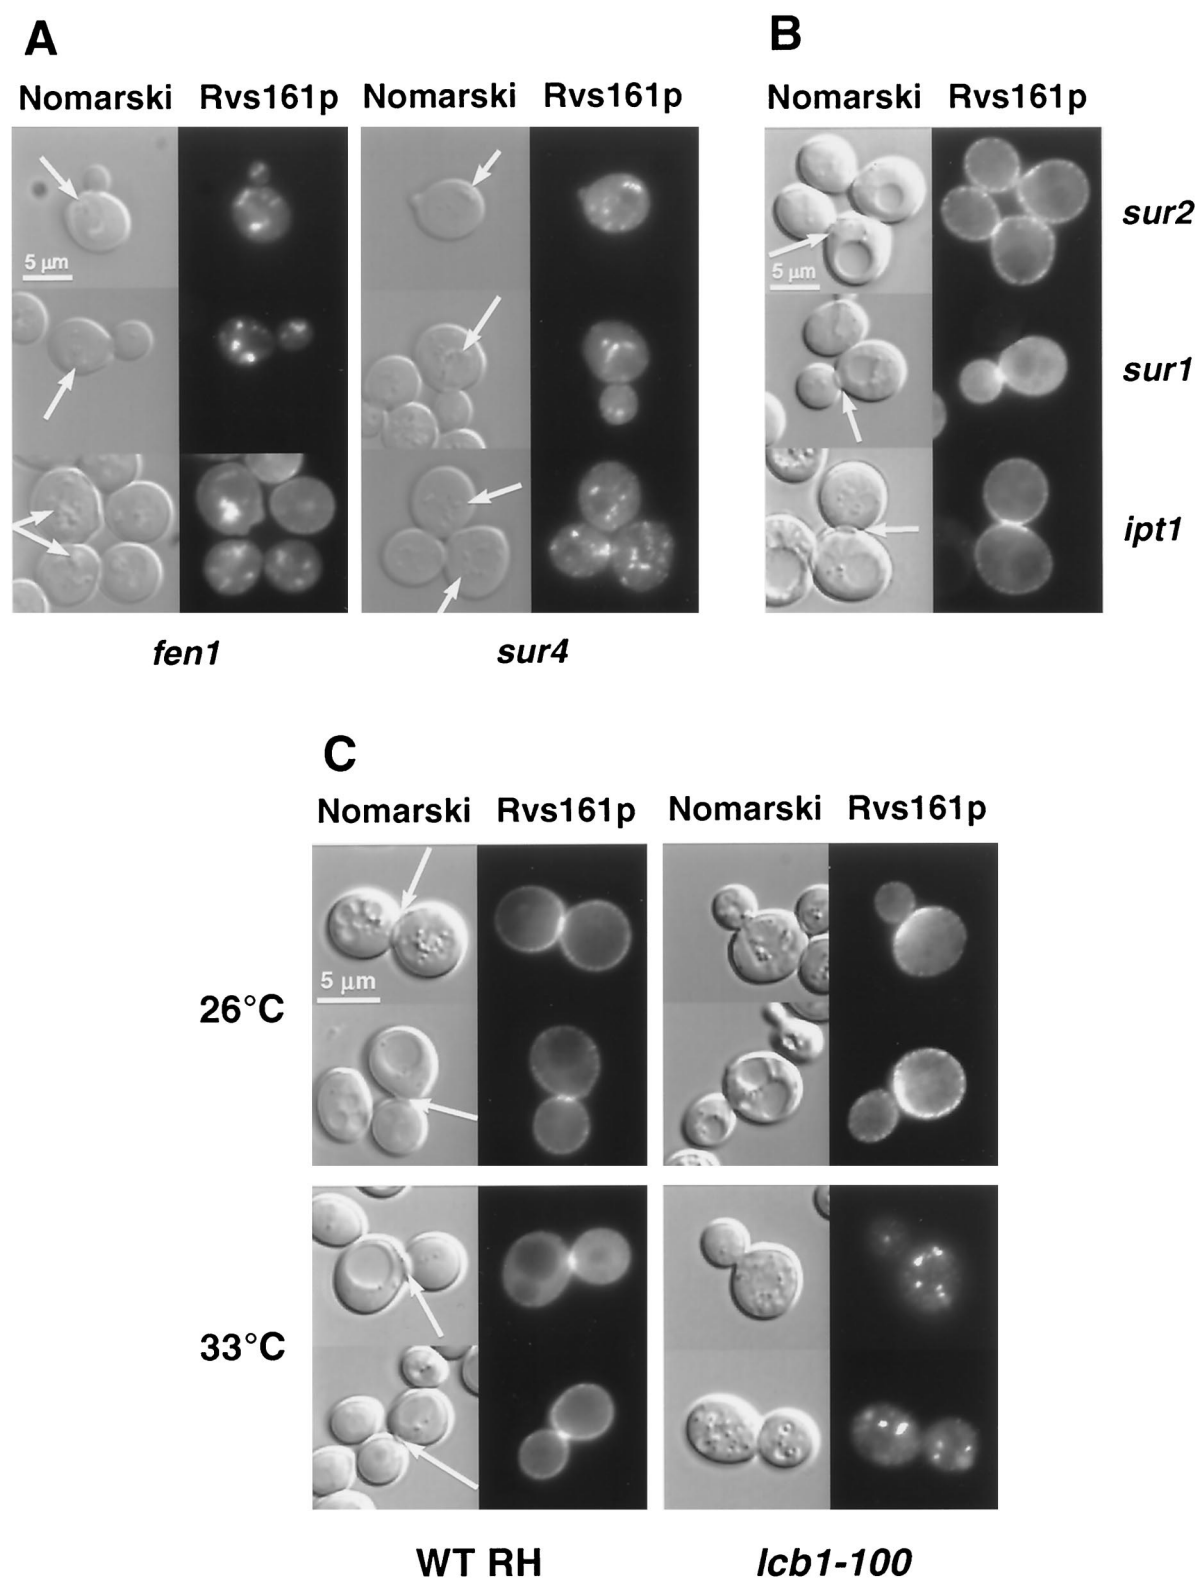 A
B
Nomarski Rvs161p Nomarski Rvs161p
Nomarski Rvs161p
5 μm
5 μm
sur2
sur1
ipt1
fen1
sur4
C
Nomarski Rvs161p Nomarski Rvs161p
5 μm
26°C
33°C
WT RH
lcb1-100